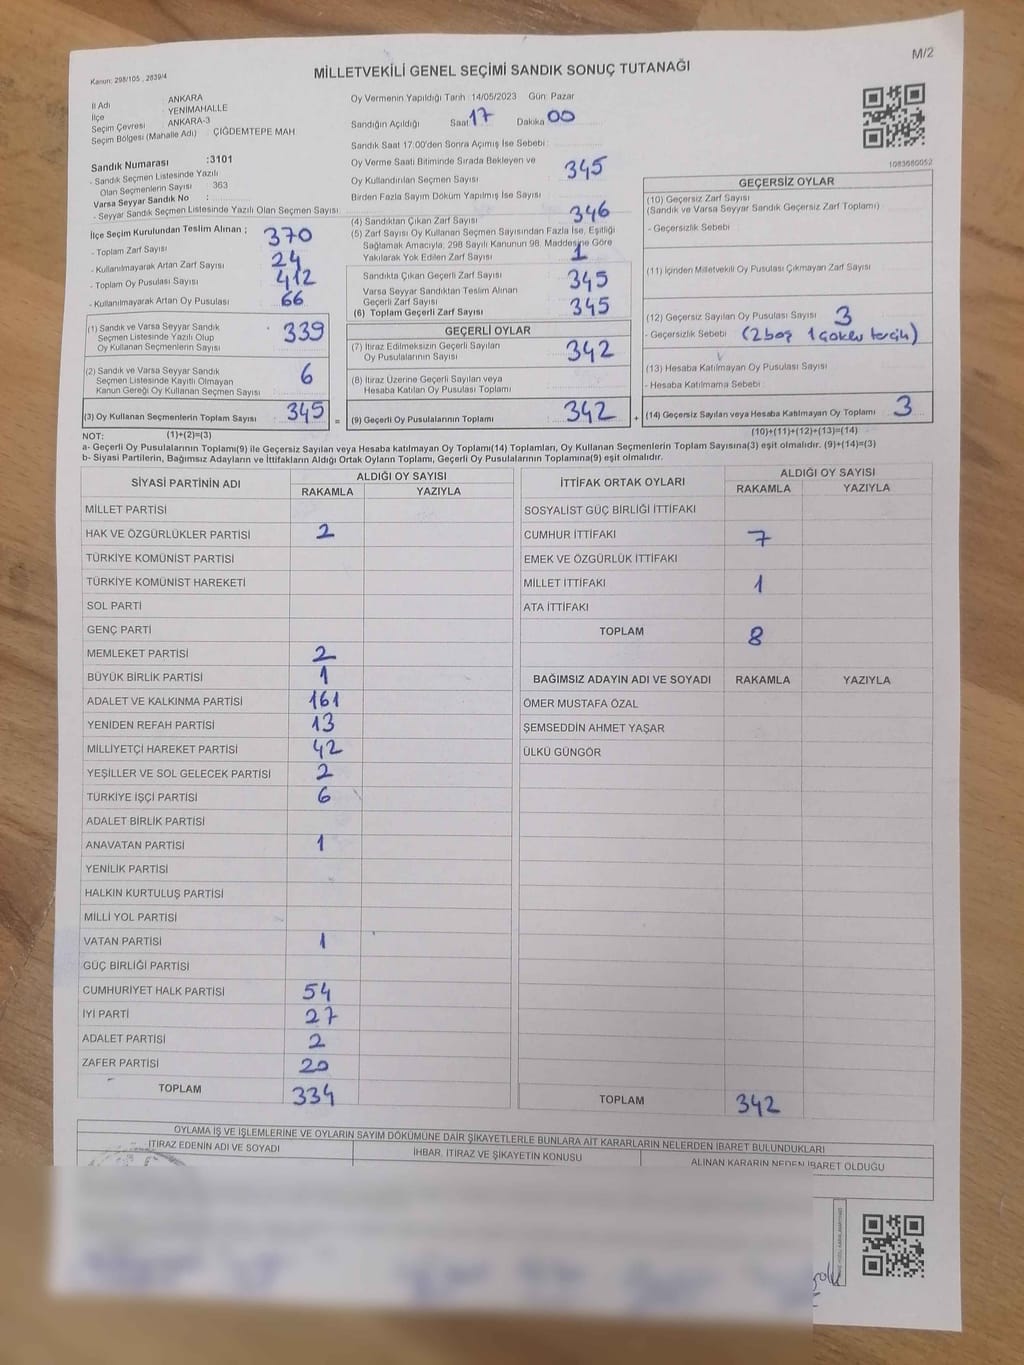 M/2
Kanun: 298/105 , 2839/4
MİLLETVEKİLİ GENEL SEÇİMİ SANDIK SONUÇ TUTANAĞI
İl Adı : ANKARA
İlçe : YENİMAHALLE
Seçim Çevresi : ANKARA-3
Seçim Bölgesi (Mahalle Adı) : ÇİĞDEMTEPE MAH
Sandık Numarası :3101
- Sandık Seçmen Listesinde Yazılı
Olan Seçmenlerin Sayısı : 363
Varsa Seyyar Sandık No :
- Seyyar Sandık Seçmen Listesinde Yazılı Olan Seçmen Sayısı :
İlçe Seçim Kurulundan Teslim Alınan ;
- Toplam Zarf Sayısı 370
- Kullanılmayarak Artan Zarf Sayısı 24
- Toplam Oy Pusulası Sayısı 412
- Kullanılmayarak Artan Oy Pusulası 66
(1) Sandık ve Varsa Seyyar Sandık
Seçmen Listesinde Yazılı Olup
Oy Kullanan Seçmenlerin Sayısı 339
(2) Sandık ve Varsa Seyyar Sandık
Seçmen Listesinde Kayıtlı Olmayan
Kanun Gereği Oy Kullanan Seçmen Sayısı 6
(3) Oy Kullanan Seçmenlerin Toplam Sayısı 345 =
Oy Vermenin Yapıldığı Tarih :14/05/2023 Gün: Pazar
Sandığın Açıldığı Saat 17 Dakika 00
Sandık Saat 17.00'den Sonra Açımış İse Sebebi :
Oy Verme Saati Bitiminde Sırada Bekleyen ve
Oy Kullandırılan Seçmen Sayısı 345
Birden Fazla Sayım Döküm Yapılmış İse Sayısı :
(4) Sandıktan Çıkan Zarf Sayısı 346
(5) Zarf Sayısı Oy Kullanan Seçmen Sayısından Fazla İse, Eşitliği
Sağlamak Amacıyla, 298 Sayılı Kanunun 98. Maddesine Göre
Yakılarak Yok Edilen Zarf Sayısı 1
Sandıkta Çıkan Geçerli Zarf Sayısı 345
Varsa Seyyar Sandıktan Teslim Alınan
Geçerli Zarf Sayısı
(6) Toplam Geçerli Zarf Sayısı 345
GEÇERLİ OYLAR
(7) İtiraz Edilmeksizin Geçerli Sayılan
Oy Pusulalarının Sayısı 342
(8) İtiraz Üzerine Geçerli Sayılan veya
Hesaba Katılan Oy Pusulası Toplamı
(9) Geçerli Oy Pusulalarının Toplamı 342 +
1083680052
GEÇERSİZ OYLAR
(10) Geçersiz Zarf Sayısı
(Sandık ve Varsa Seyyar Sandık Geçersiz Zarf Toplamı)
- Geçersizlik Sebebi :
(11) İçinden Milletvekili Oy Pusulası Çıkmayan Zarf Sayısı
(12) Geçersiz Sayılan Oy Pusulası Sayısı 3
- Geçersizlik Sebebi : (2 boş 1 çoklu tercih)
(13) Hesaba Katılmayan Oy Pusulası Sayısı
- Hesaba Katılmama Sebebi :
(14) Geçersiz Sayılan veya Hesaba Katılmayan Oy Toplamı 3
NOT: (1)+(2)=(3)
(10)+(11)+(12)+(13)=(14)
a- Geçerli Oy Pusulalarının Toplamı(9) ile Geçersiz Sayılan veya Hesaba katılmayan Oy Toplamı(14) Toplamları, Oy Kullanan Seçmenlerin Toplam Sayısına(3) eşit olmalıdır. (9)+(14)=(3)
b- Siyasi Partilerin, Bağımsız Adayların ve İttifakların Aldığı Ortak Oyların Toplamı, Geçerli Oy Pusulalarının Toplamına(9) eşit olmalıdır.
SİYASİ PARTİNİN ADI ALDIĞI OY SAYISI
RAKAMLA YAZIYLA
MİLLET PARTİSİ
HAK VE ÖZGÜRLÜKLER PARTİSİ 2
TÜRKİYE KOMÜNİST PARTİSİ
TÜRKİYE KOMÜNİST HAREKETİ
SOL PARTİ
GENÇ PARTİ
MEMLEKET PARTİSİ 2
BÜYÜK BİRLİK PARTİSİ 1
ADALET VE KALKINMA PARTİSİ 161
YENİDEN REFAH PARTİSİ 13
MİLLİYETÇİ HAREKET PARTİSİ 42
YEŞİLLER VE SOL GELECEK PARTİSİ 2
TÜRKİYE İŞÇİ PARTİSİ 6
ADALET BİRLİK PARTİSİ
ANAVATAN PARTİSİ 1
YENİLİK PARTİSİ
HALKIN KURTULUŞ PARTİSİ
MİLLİ YOL PARTİSİ
VATAN PARTİSİ 1
GÜÇ BİRLİĞİ PARTİSİ
CUMHURİYET HALK PARTİSİ 54
İYİ PARTİ 27
ADALET PARTİSİ 2
ZAFER PARTİSİ 20
TOPLAM 334
İTTİFAK ORTAK OYLARI ALDIĞI OY SAYISI
RAKAMLA YAZIYLA
SOSYALİST GÜÇ BİRLİĞİ İTTİFAKI
CUMHUR İTTİFAKI 7
EMEK VE ÖZGÜRLÜK İTTİFAKI
MİLLET İTTİFAKI 1
ATA İTTİFAKI
TOPLAM 8
BAĞIMSIZ ADAYIN ADI VE SOYADI RAKAMLA YAZIYLA
ÖMER MUSTAFA ÖZAL
ŞEMSEDDİN AHMET YAŞAR
ÜLKÜ GÜNGÖR
TOPLAM 342
OYLAMA İŞ VE İŞLEMLERİNE VE OYLARIN SAYIM DÖKÜMÜNE DAİR ŞİKAYETLERLE BUNLARA AİT KARARLARIN NELERDEN İBARET BULUNDUKLARI
İTİRAZ EDENİN ADI VE SOYADI İHBAR, İTİRAZ VE ŞİKAYETİN KONUSU ALINAN KARARIN NEDEN İBARET OLDUĞU